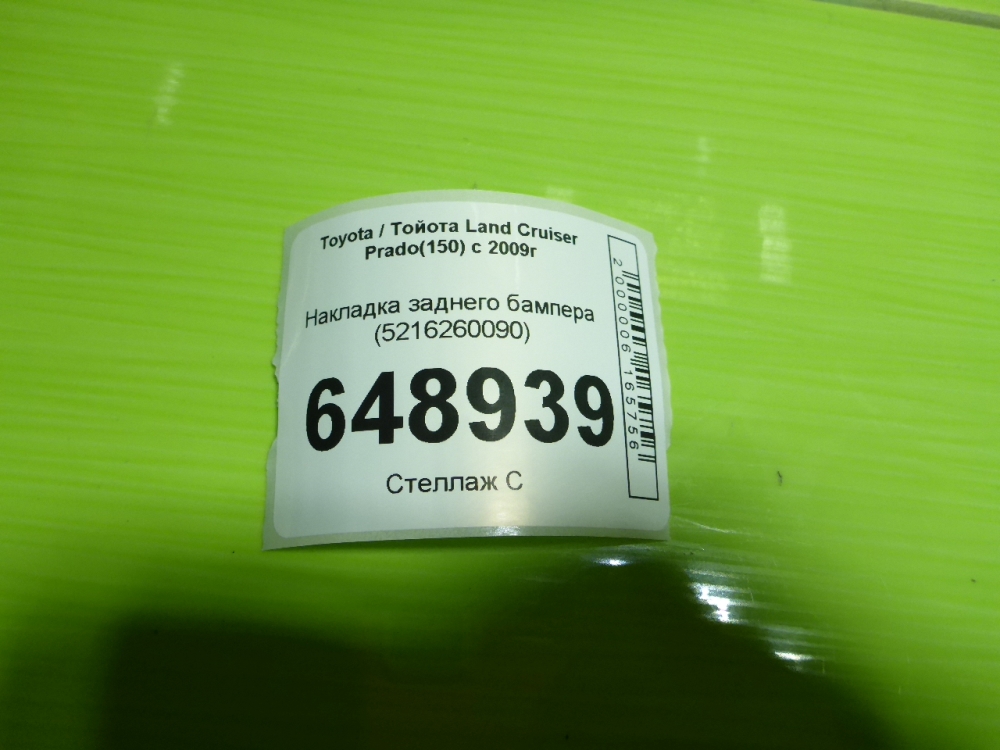 Toyota / Тойота Land Cruiser
Prado(150) с 2009г
Накладка заднего бампера
(5216260090)
648939
Стеллаж С
2000006165756